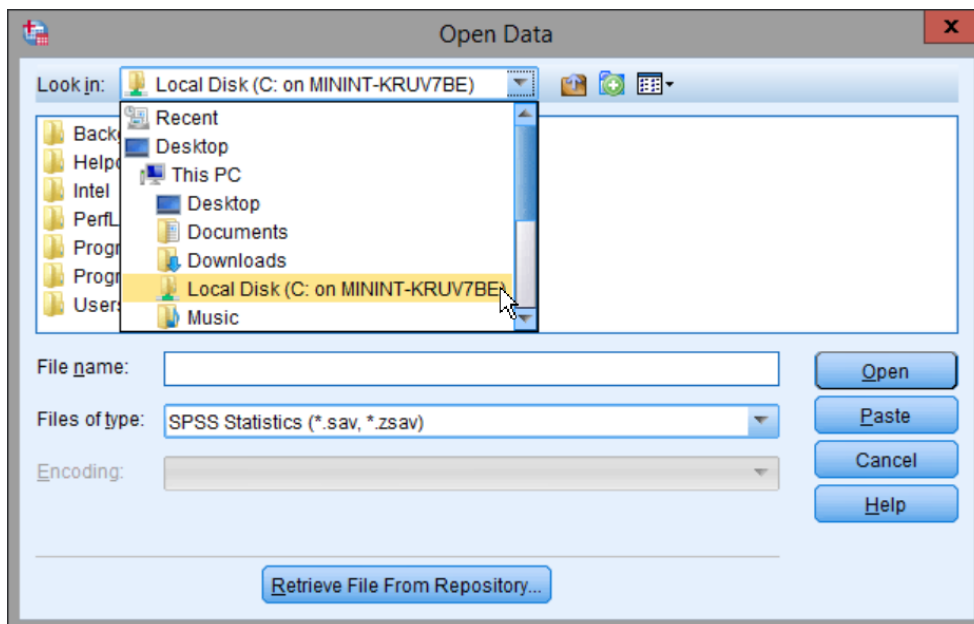 Open Data
Look in: Local Disk (C: on MININT-KRUV7BE)
Recent
Desktop
This PC
Desktop
Documents
Downloads
Local Disk (C: on MININT-KRUV7BE)
Music
Intel
File name:
Open
Files of type: SPSS Statistics (*.sav, *.zsav)
Paste
Encoding:
Cancel
Help
Retrieve File From Repository...